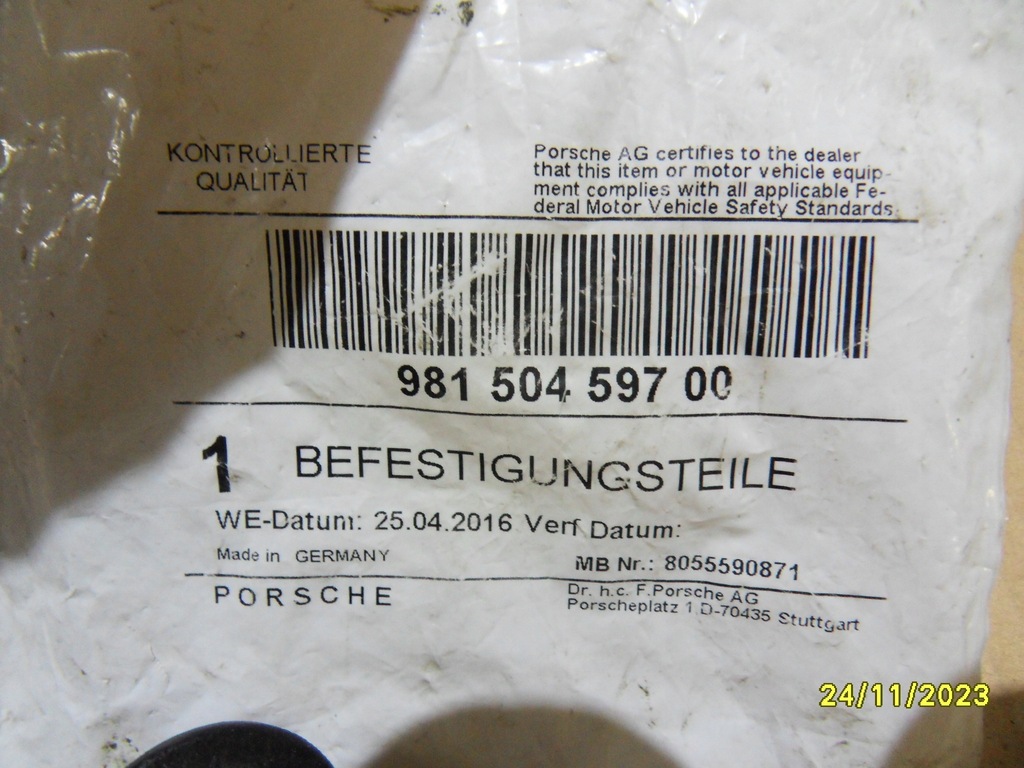 KONTROLLIERTE
QUALITÄT
Porsche AG certifies to the dealer
that this item or motor vehicle equip-
ment complies with all applicable Fe-
deral Motor Vehicle Safety Standards.
981 504 597 00
1 BEFESTIGUNGSTEILE
WE-Datum: 25.04.2016 Verf Datum:
Made in GERMANY
MB Nr.: 8055590871
PORSCHE
Dr. h.c. F.Porsche AG
Porscheplatz 1 D-70435 Stuttgart
24/11/2023